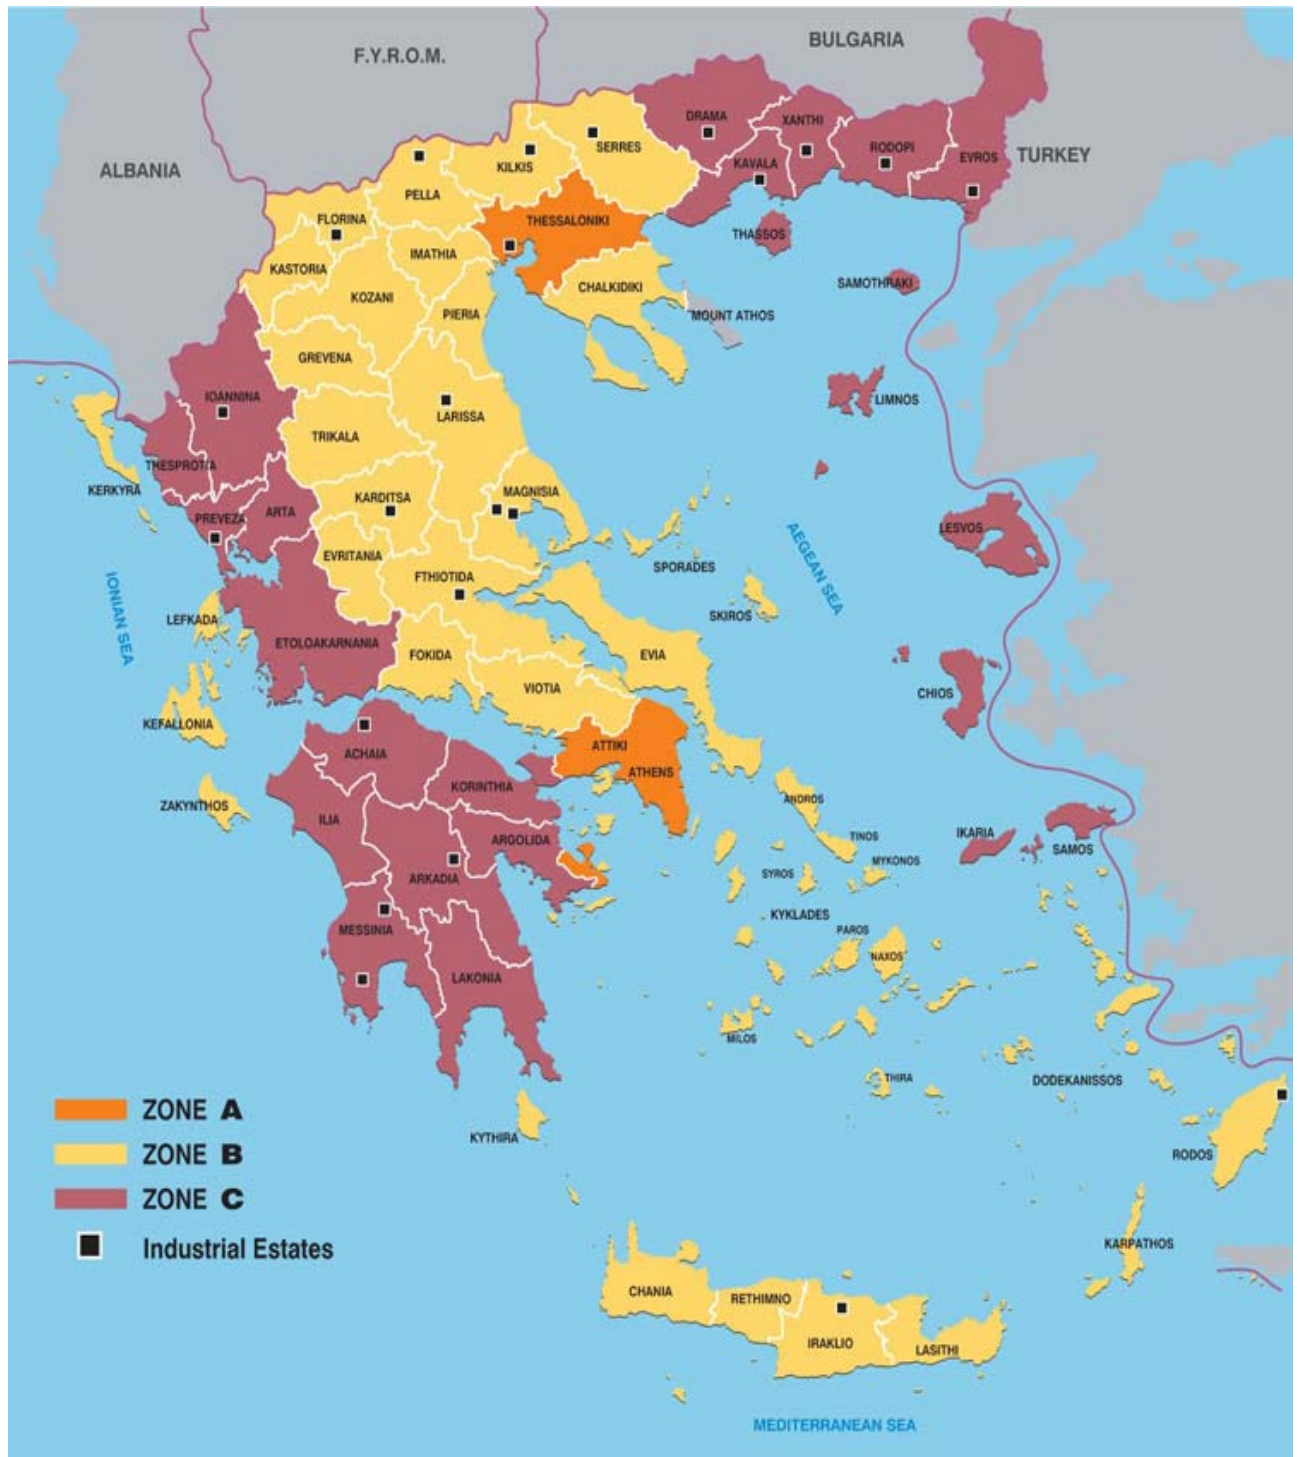 F.Y.R.O.M.
BULGARIA
ALBANIA
TURKEY
DRAMA
XANTHI
SERRES
KILKIS
KAVALA
RODOPI
EVROS
PELLA
FLORINA
THESSALONIKI
THASSOS
IMATHIA
KASTORIA
SAMOTHRAKI
KOZANI
CHALKIDIKI
PIERIA
MOUNT ATHOS
GREVENA
IOANNINA
LIMNOS
LARISSA
TRIKALA
THESPROTIA
KERKYRA
KARDITSA
MAGNISIA
PREVEZA
ARTA
LESVOS
EVRITANIA
AEGEAN SEA
SPORADES
FTHIOTIDA
IONIAN SEA
LEFKADA
SKIROS
ETOLOAKARNANIA
FOKIDA
EVIA
VIOTIA
CHIOS
KEFALLONIA
ATTIKI
ACHAIA
ATHENS
KORINTHIA
ZAKYNTHOS
ANDROS
ILIA
ARGOLIDA
TINOS
IKARIA
SAMOS
MYKONOS
SYROS
ARKADIA
KYKLADES
MESSINIA
PAROS
NAXOS
LAKONIA
MILOS
THIRA
DODEKANISSOS
KYTHIRA
RODOS
KARPATHOS
ZONE A
ZONE B
ZONE C
Industrial Estates
CHANIA
RETHIMNO
IRAKLIO
LASITHI
MEDITERRANEAN SEA